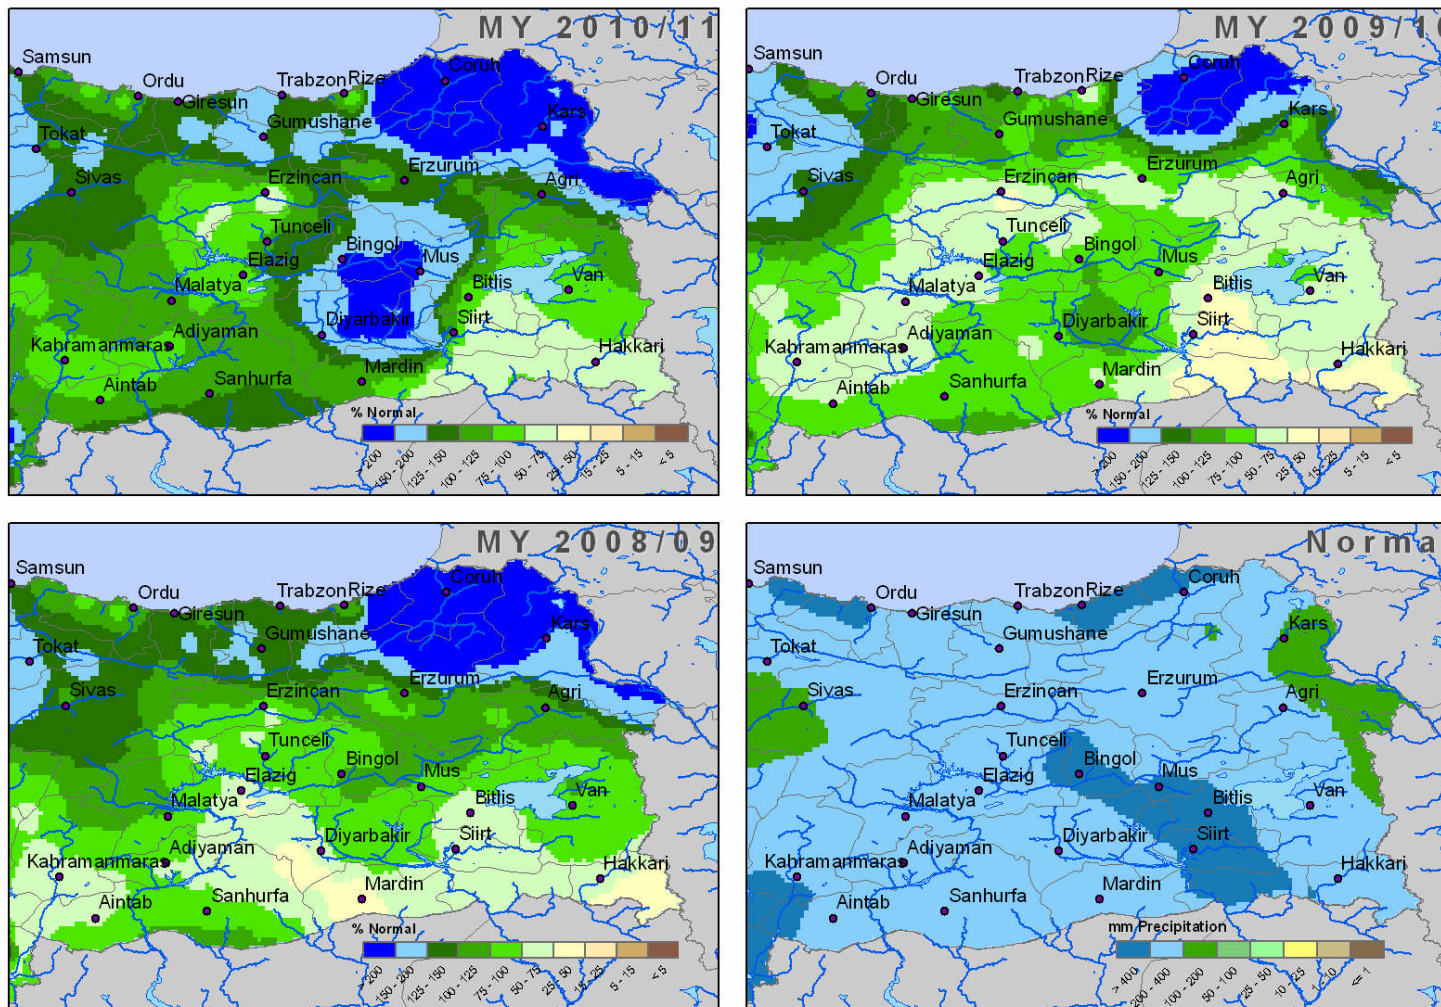 MY 2010/11
Samsun
Ordu
Giresun
Trabzon
Rize
Coruh
Tokat
Gumushane
Kars
Sivas
Erzincan
Erzurum
Agri
Tunceli
Bingol
Elazig
Mus
Malatya
Bitlis
Van
Diyarbakir
Siirt
Adiyaman
Kahramanmaras
Hakkari
Aintab
Sanhurfa
Mardin
% Normal
> 200
150 - 200
125 - 150
100 - 125
75 - 100
50 - 75
25 - 50
15 - 25
5 - 15
< 5
MY 2009/10
Samsun
Ordu
Giresun
Trabzon
Rize
Coruh
Tokat
Gumushane
Kars
Sivas
Erzincan
Erzurum
Agri
Tunceli
Bingol
Elazig
Mus
Malatya
Bitlis
Van
Diyarbakir
Siirt
Adiyaman
Kahramanmaras
Hakkari
Aintab
Sanhurfa
Mardin
% Normal
> 200
150 - 200
125 - 150
100 - 125
75 - 100
50 - 75
25 - 50
15 - 25
5 - 15
< 5
MY 2008/09
Samsun
Ordu
Giresun
Trabzon
Rize
Coruh
Tokat
Gumushane
Kars
Sivas
Erzincan
Erzurum
Agri
Tunceli
Bingol
Elazig
Mus
Malatya
Bitlis
Van
Diyarbakir
Siirt
Adiyaman
Kahramanmaras
Hakkari
Aintab
Sanhurfa
Mardin
% Normal
> 200
150 - 200
125 - 150
100 - 125
75 - 100
50 - 75
25 - 50
15 - 25
5 - 15
< 5
Norma
Samsun
Ordu
Giresun
Trabzon
Rize
Coruh
Tokat
Gumushane
Kars
Sivas
Erzincan
Erzurum
Agri
Tunceli
Bingol
Elazig
Mus
Malatya
Bitlis
Van
Diyarbakir
Siirt
Adiyaman
Kahramanmaras
Hakkari
Aintab
Sanhurfa
Mardin
mm Precipitation
> 400
200 - 400
100 - 200
50 - 100
25 - 50
10 - 25
1 - 10
<= 1